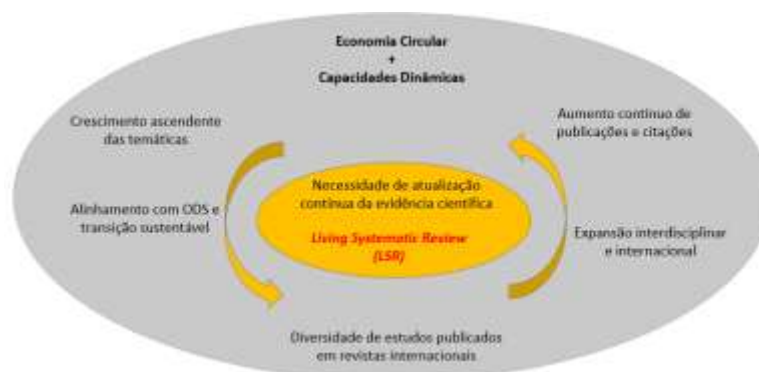 Economia Circular
+
Capacidades Dinâmicas
Crescimento ascendente
das temáticas
Aumento contínuo de
publicações e citações
Necessidade de atualização
contínua da evidência científica
Alinhamento com ODS e
transição sustentável
Living Systematic Review
(LSR)
Expansão interdisciplinar
e internacional
Diversidade de estudos publicados
em revistas internacionais